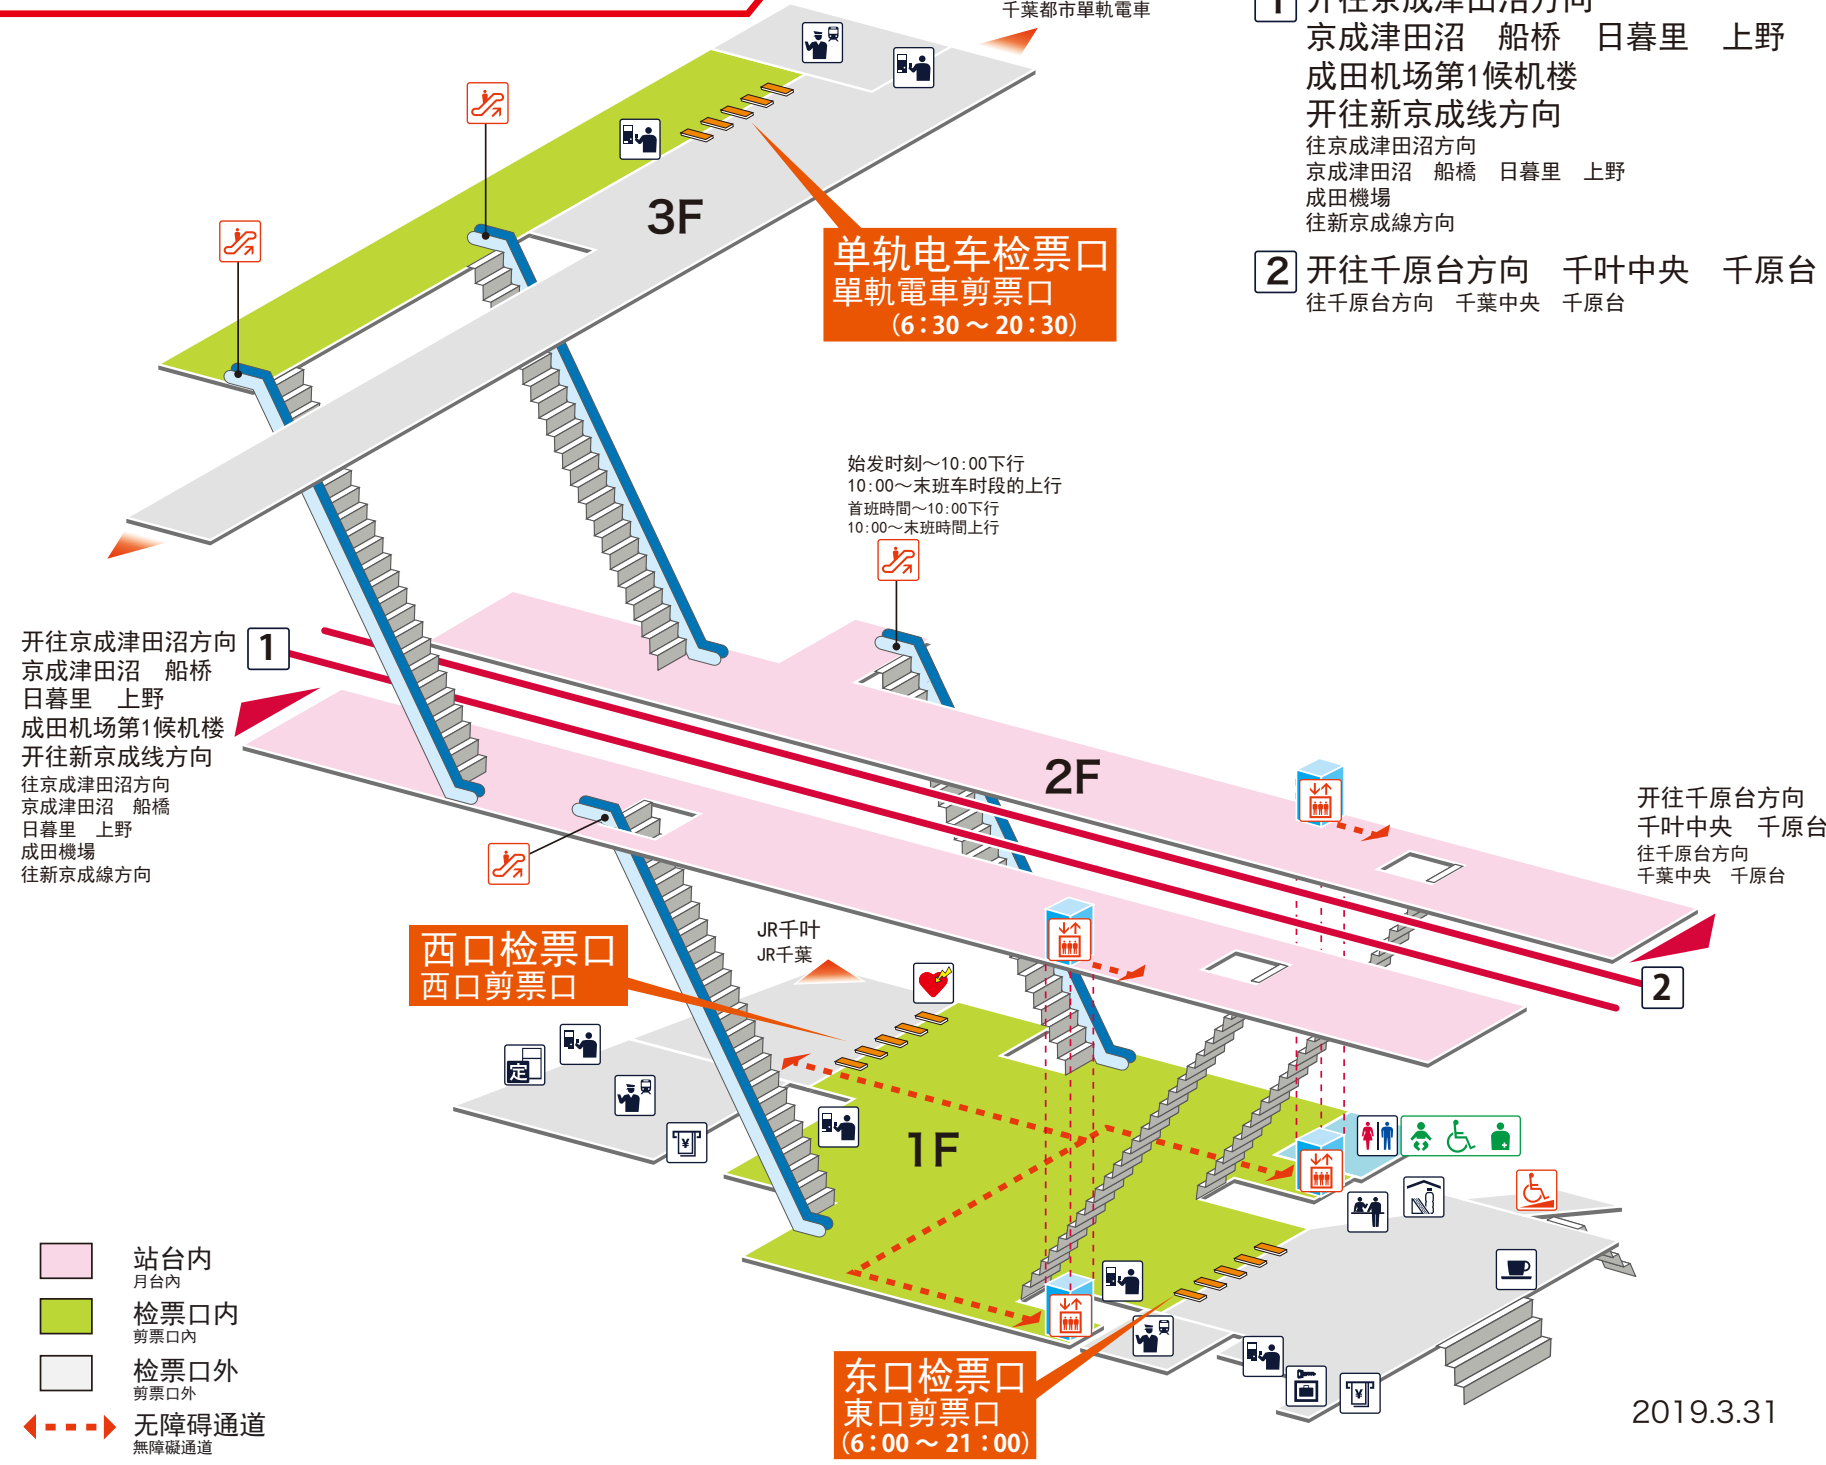 千葉都市單軌電車
1 开往京成津田沼方向
京成津田沼 船桥 日暮里 上野
成田机场第1候机楼
开往新京成线方向
往京成津田沼方向
京成津田沼 船橋 日暮里 上野
成田機場
往新京成線方向
2 开往千原台方向 千叶中央 千原台
往千原台方向 千葉中央 千原台
3F
单轨电车检票口
單軌電車剪票口
(6:30～20:30)
始发时刻～10:00下行
10:00～末班车时段的上行
首班時間～10:00下行
10:00～末班時間上行
开往京成津田沼方向 1
京成津田沼 船桥
日暮里 上野
成田机场第1候机楼
开往新京成线方向
往京成津田沼方向
京成津田沼 船橋
日暮里 上野
成田機場
往新京成線方向
2F
开往千原台方向
千叶中央 千原台
往千原台方向
千葉中央 千原台
2
西口检票口
西口剪票口
JR千叶
JR千葉
定
¥
1F
东口检票口
東口剪票口
(6:00～21:00)
¥
站台内
月台內
检票口内
剪票口內
检票口外
剪票口外
无障碍通道
無障礙通道
2019.3.31